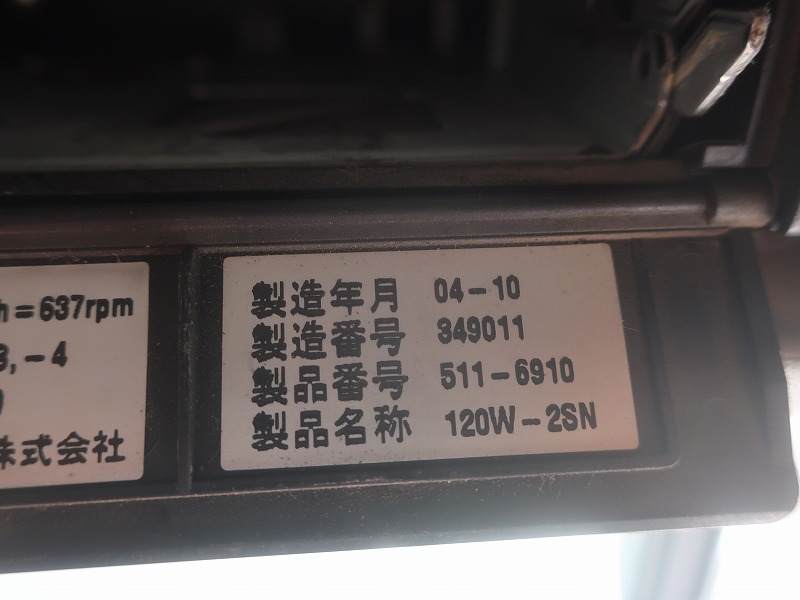 h=637rpm
3,-4
株式会社
製造年月 04-10
製造番号 349011
製品番号 511-6910
製品名称 120W-2SN